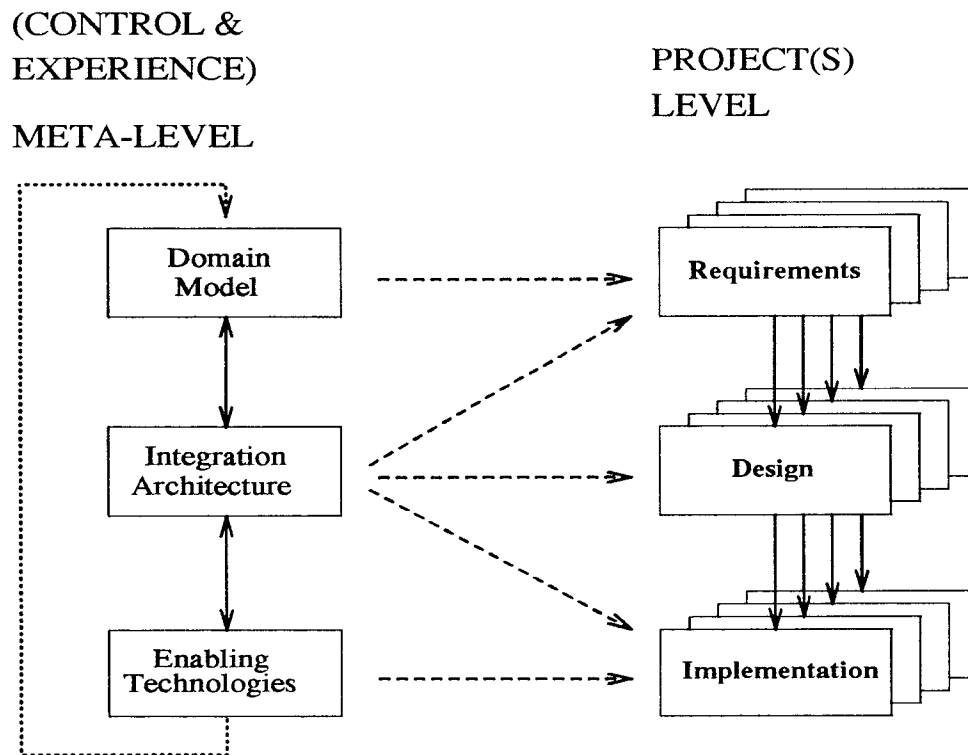 (CONTROL &
EXPERIENCE)
META-LEVEL
PROJECT(S)
LEVEL
Domain
Model
Requirements
Integration
Architecture
Design
Enabling
Technologies
Implementation